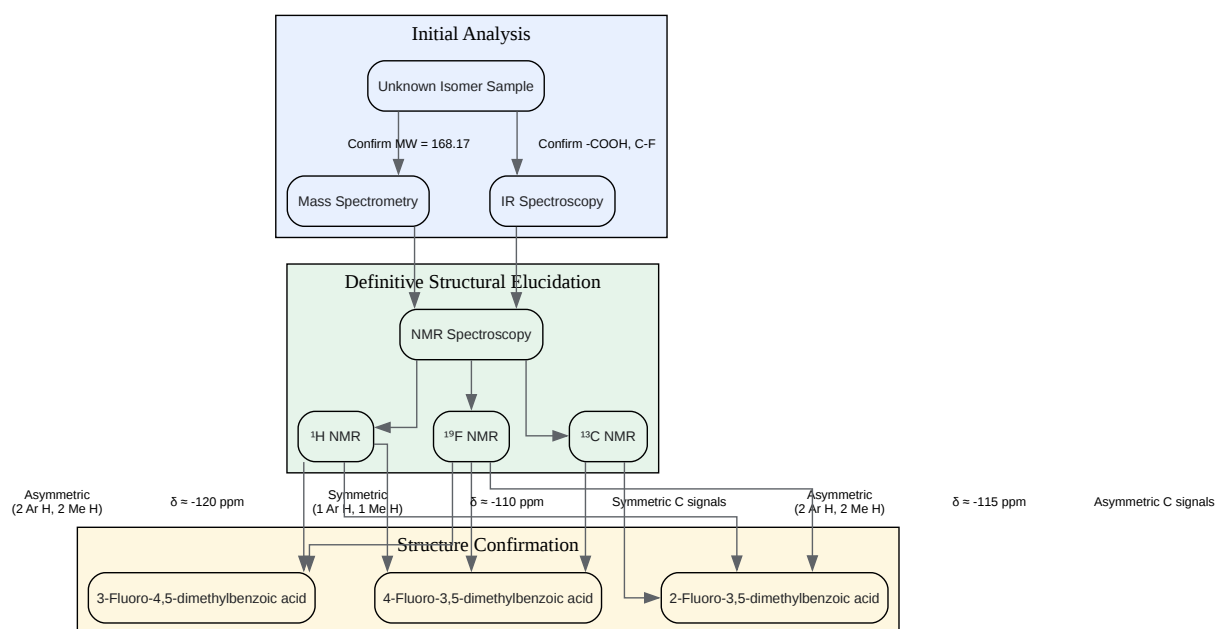 Initial Analysis
Unknown Isomer Sample
Confirm MW = 168.17
Confirm -COOH, C-F
Mass Spectrometry
IR Spectroscopy
Definitive Structural Elucidation
NMR Spectroscopy
¹H NMR
¹⁹F NMR
¹³C NMR
Asymmetric
(2 Ar H, 2 Me H)
δ ≈ -120 ppm
Symmetric
(1 Ar H, 1 Me H)
δ ≈ -110 ppm
Symmetric C signals
Asymmetric
(2 Ar H, 2 Me H)
δ ≈ -115 ppm
Asymmetric C signals
Structure Confirmation
3-Fluoro-4,5-dimethylbenzoic acid
4-Fluoro-3,5-dimethylbenzoic acid
2-Fluoro-3,5-dimethylbenzoic acid